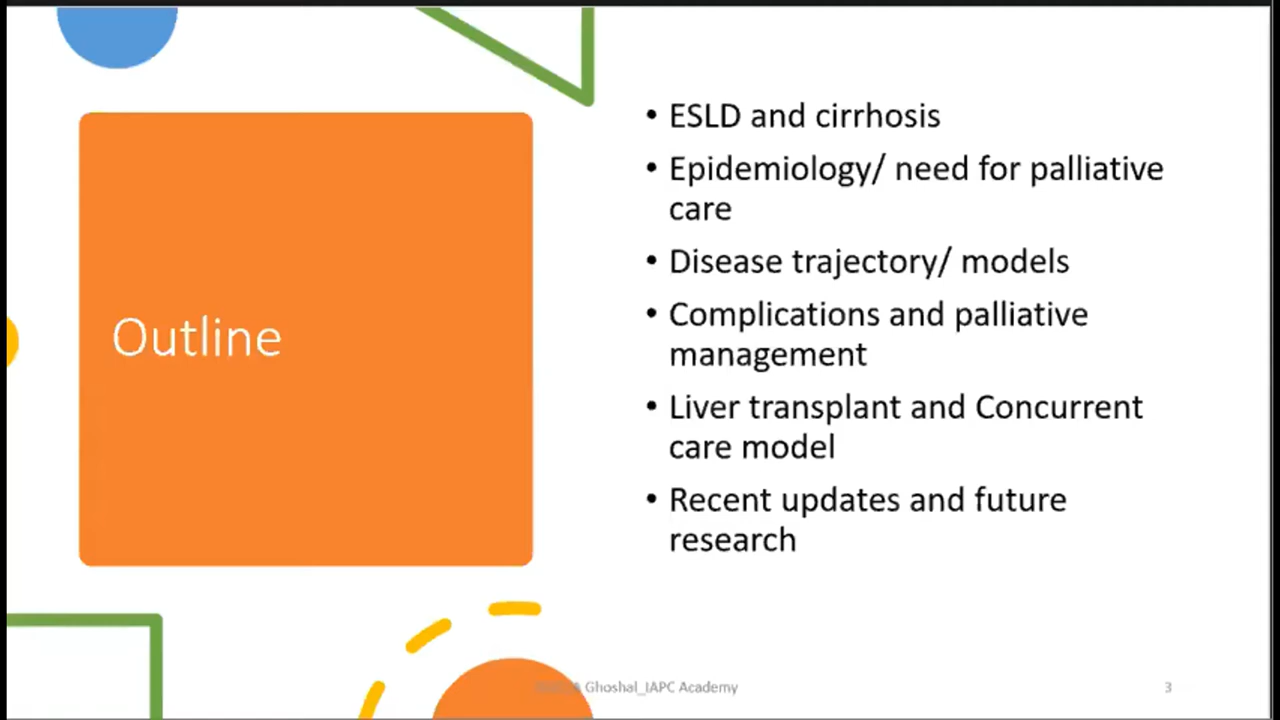 Outline
• ESLD and cirrhosis
• Epidemiology/ need for palliative
care
• Disease trajectory/ models
• Complications and palliative
management
• Liver transplant and Concurrent
care model
• Recent updates and future
research
Ghoshal_IAPC Academy
3